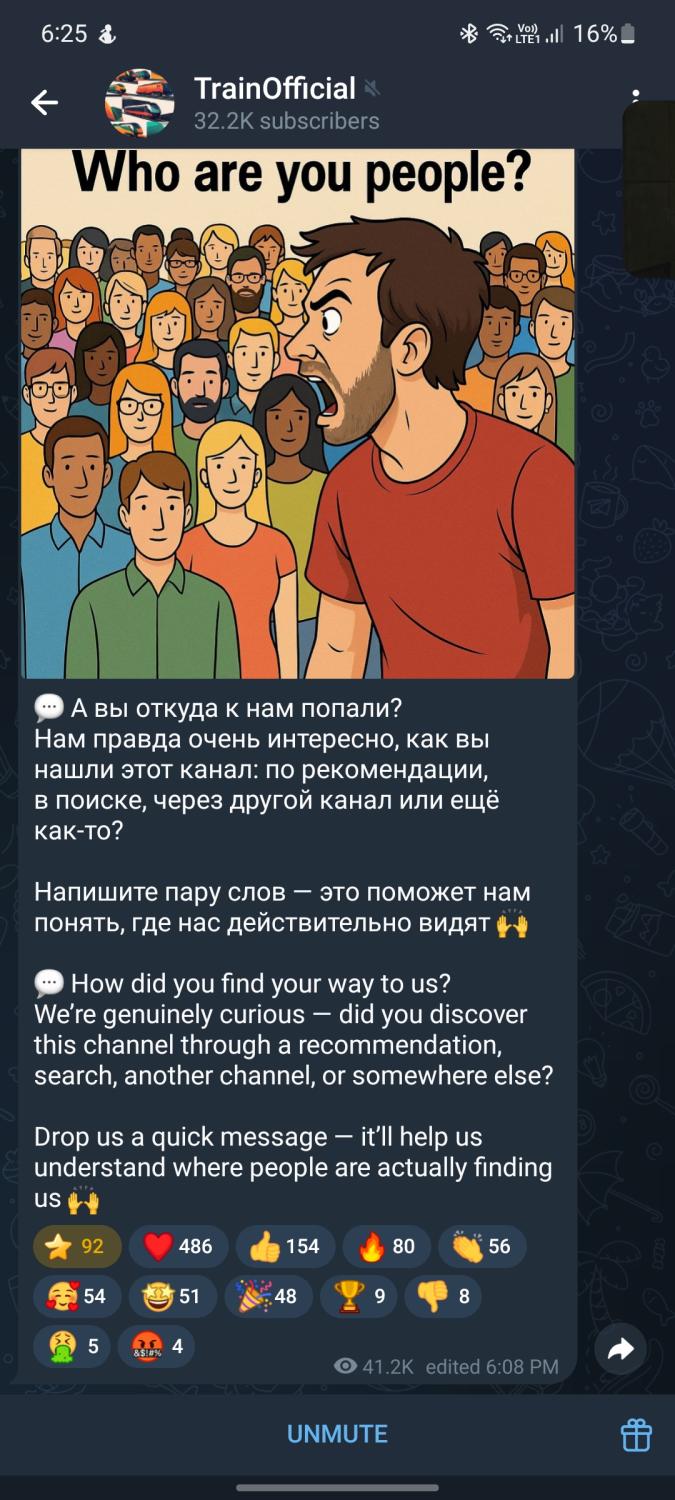 6:25
Vo))
LTE1
16%
TrainOfficial
32.2K subscribers
Who are you people?
💬 А вы откуда к нам попали?
Нам правда очень интересно, как вы
нашли этот канал: по рекомендации,
в поиске, через другой канал или ещё
как-то?
Напишите пару слов — это поможет нам
понять, где нас действительно видят 🙌
💬 How did you find your way to us?
We’re genuinely curious — did you discover
this channel through a recommendation,
search, another channel, or somewhere else?
Drop us a quick message — it’ll help us
understand where people are actually finding
us 🙌
⭐ 92 ❤️ 486 👍 154 🔥 80 👏 56
🥰 54 🤩 51 🎉 48 🏆 9 👎 8
🤮 5 🤬 4
41.2K edited 6:08 PM
UNMUTE